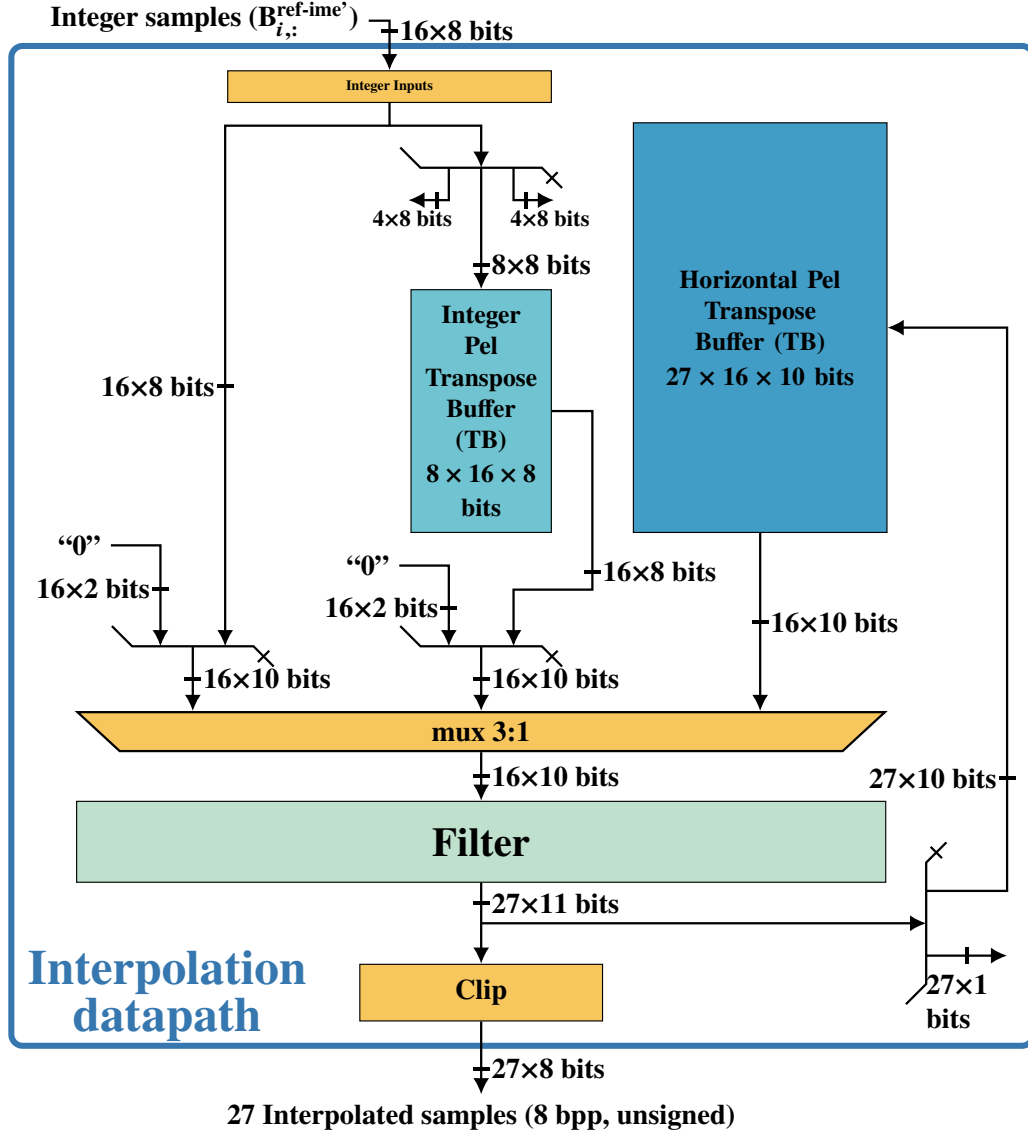 Integer samples (B_{i,:}^{ref-ime’})
16×8 bits
Integer Inputs
4×8 bits
4×8 bits
8×8 bits
Integer
Pel
Transpose
Buffer
(TB)
8 × 16 × 8
bits
Horizontal Pel
Transpose
Buffer (TB)
27 × 16 × 10 bits
16×8 bits
“0”
16×2 bits
“0”
16×2 bits
16×8 bits
16×10 bits
16×10 bits
16×10 bits
mux 3:1
16×10 bits
27×10 bits
Filter
27×11 bits
27×1
bits
Interpolation
datapath
Clip
27×8 bits
27 Interpolated samples (8 bpp, unsigned)